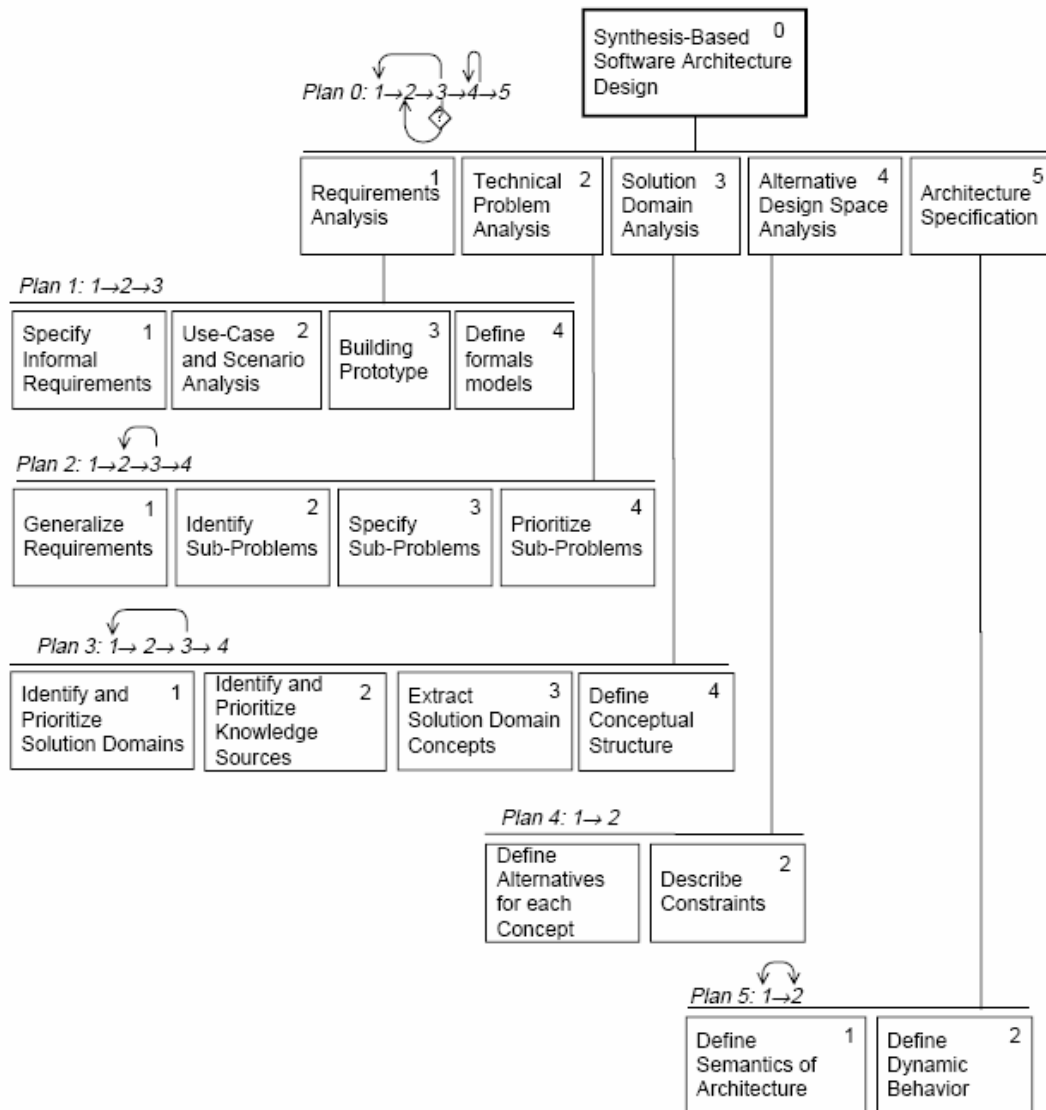 Synthesis-Based 0
Software Architecture
Design
Plan 0: 1→2→3→4→5
?
Requirements 1
Analysis
Technical 2
Problem
Analysis
Solution 3
Domain
Analysis
Alternative 4
Design Space
Analysis
Architecture 5
Specification
Plan 1: 1→2→3
Specify 1
Informal
Requirements
Use-Case 2
and Scenario
Analysis
Building 3
Prototype
Define 4
formals
models
Plan 2: 1→2→3→4
Generalize 1
Requirements
Identify 2
Sub-Problems
Specify 3
Sub-Problems
Prioritize 4
Sub-Problems
Plan 3: 1→ 2→ 3→ 4
Identify and 1
Prioritize
Solution Domains
Identify and 2
Prioritize
Knowledge
Sources
Extract 3
Solution Domain
Concepts
Define 4
Conceptual
Structure
Plan 4: 1→ 2
Define
Alternatives
for each
Concept
Describe 2
Constraints
Plan 5: 1→2
Define 1
Semantics of
Architecture
Define 2
Dynamic
Behavior